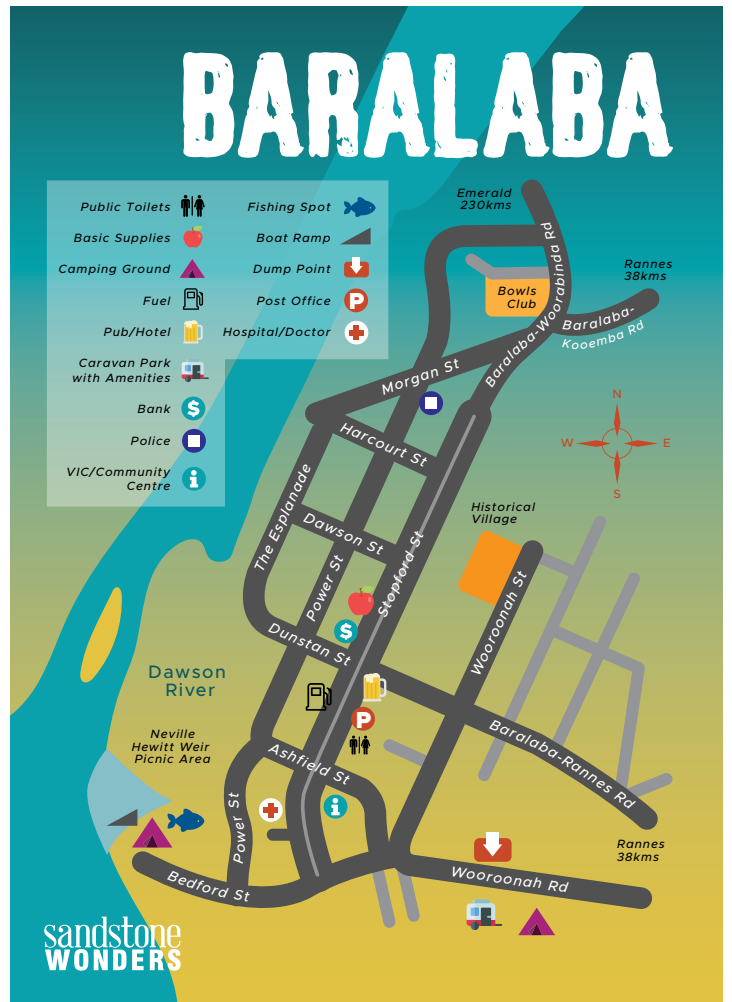 BARALABA
Public Toilets
Basic Supplies
Camping Ground
Fuel
Pub/Hotel
Caravan Park
with Amenities
Bank
$
Police
VIC/Community
Centre
i
Fishing Spot
Boat Ramp
Dump Point
Post Office
P
Hospital/Doctor
Emerald
230kms
Baralaba-Woorabinda Rd
Bowls
Club
Rannes
38kms
Baralaba-
Kooemba Rd
Morgan St
N
W
E
S
Harcourt St
The Esplanade
Dawson St
Stopford St
Power St
Historical
Village
Wooroonah St
$
Dunstan St
Dawson
River
P
Baralaba-Rannes Rd
Neville
Hewitt Weir
Picnic Area
Ashfield St
i
Power St
Rannes
38kms
Bedford St
Wooroonah Rd
sandstone
WONDERS